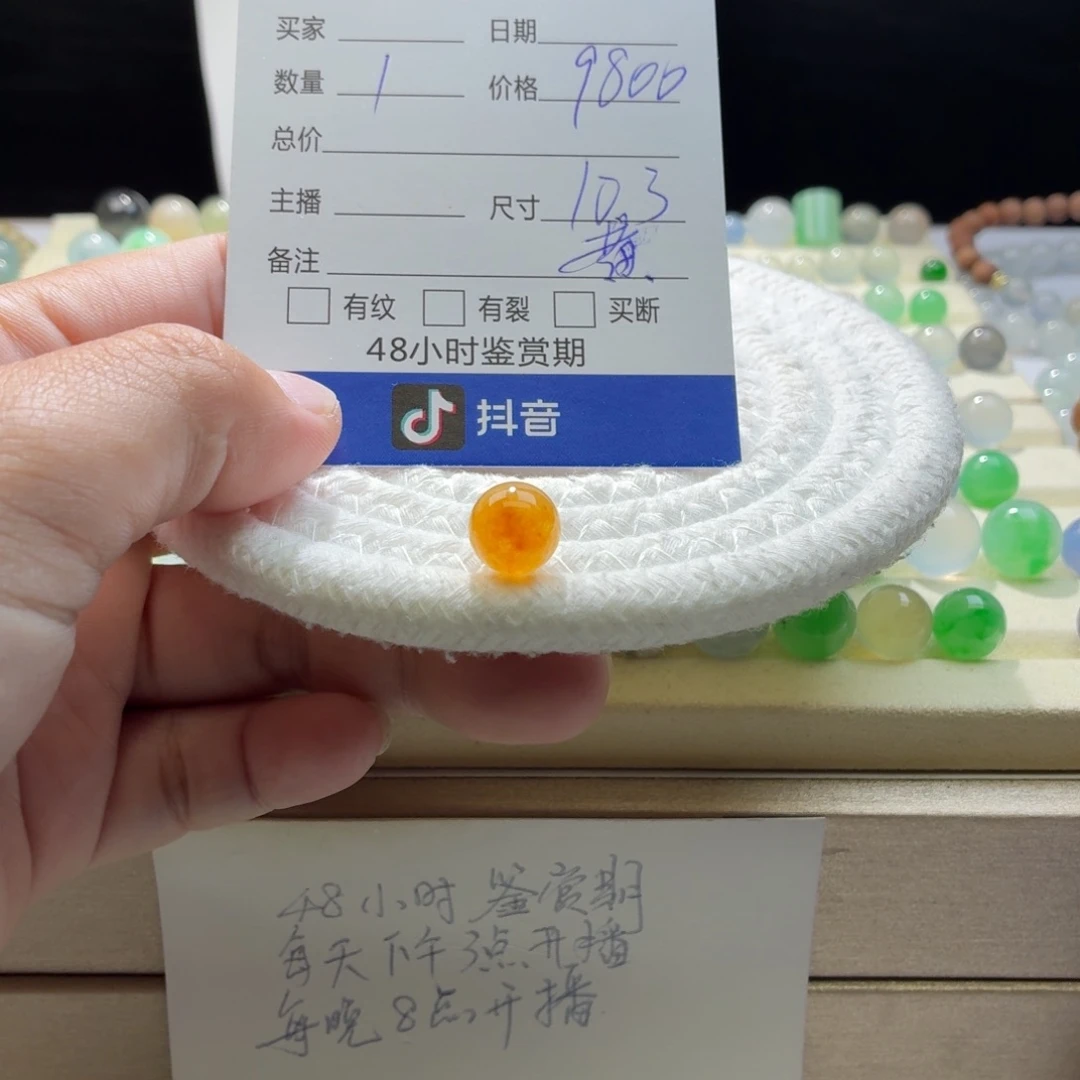 买家 日期
数量 1 价格 9800
总价
主播 尺寸 10.3
备注
有纹 有裂 买断
48小时鉴赏期
抖音
48小时鉴赏期
每天下午3点开播
每晚8点开播